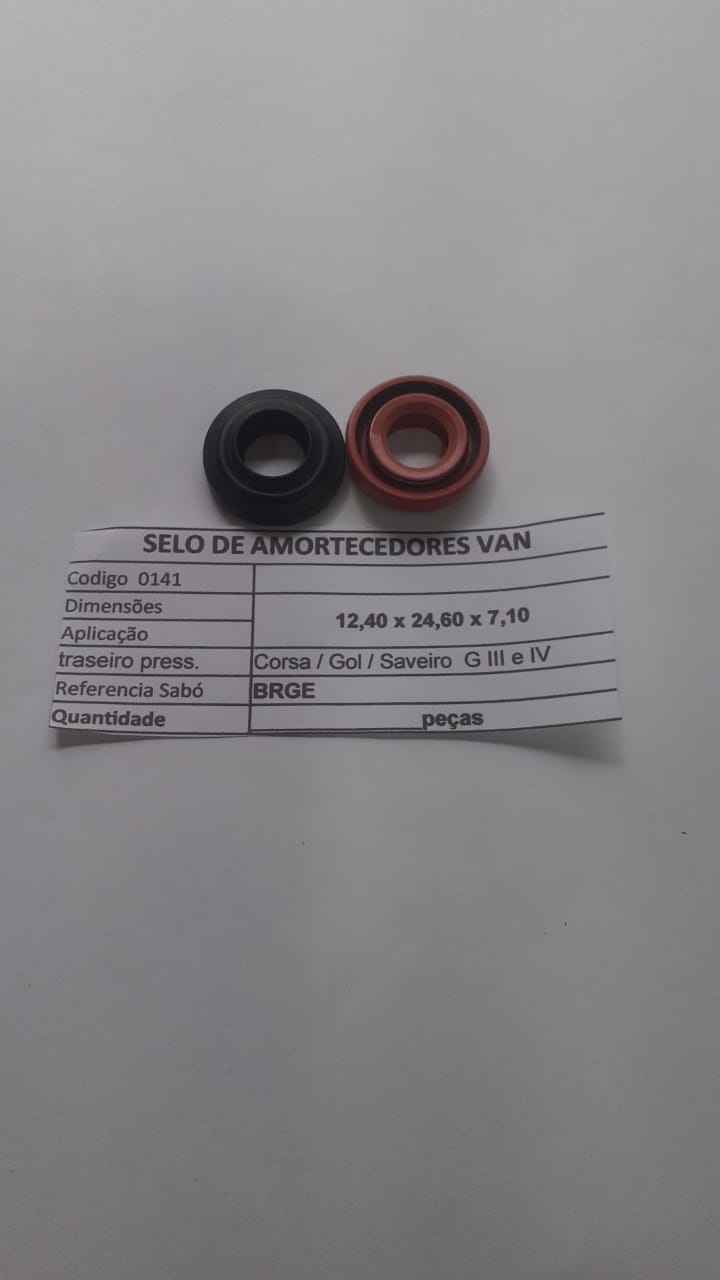 SELO DE AMORTECEDORES VAN
Codigo 0141
Dimensões
12,40 x 24,60 x 7,10
Aplicação
traseiro press. Corsa / Gol / Saveiro G III e IV
Referencia Sabó BRGE
Quantidade ____________________peças